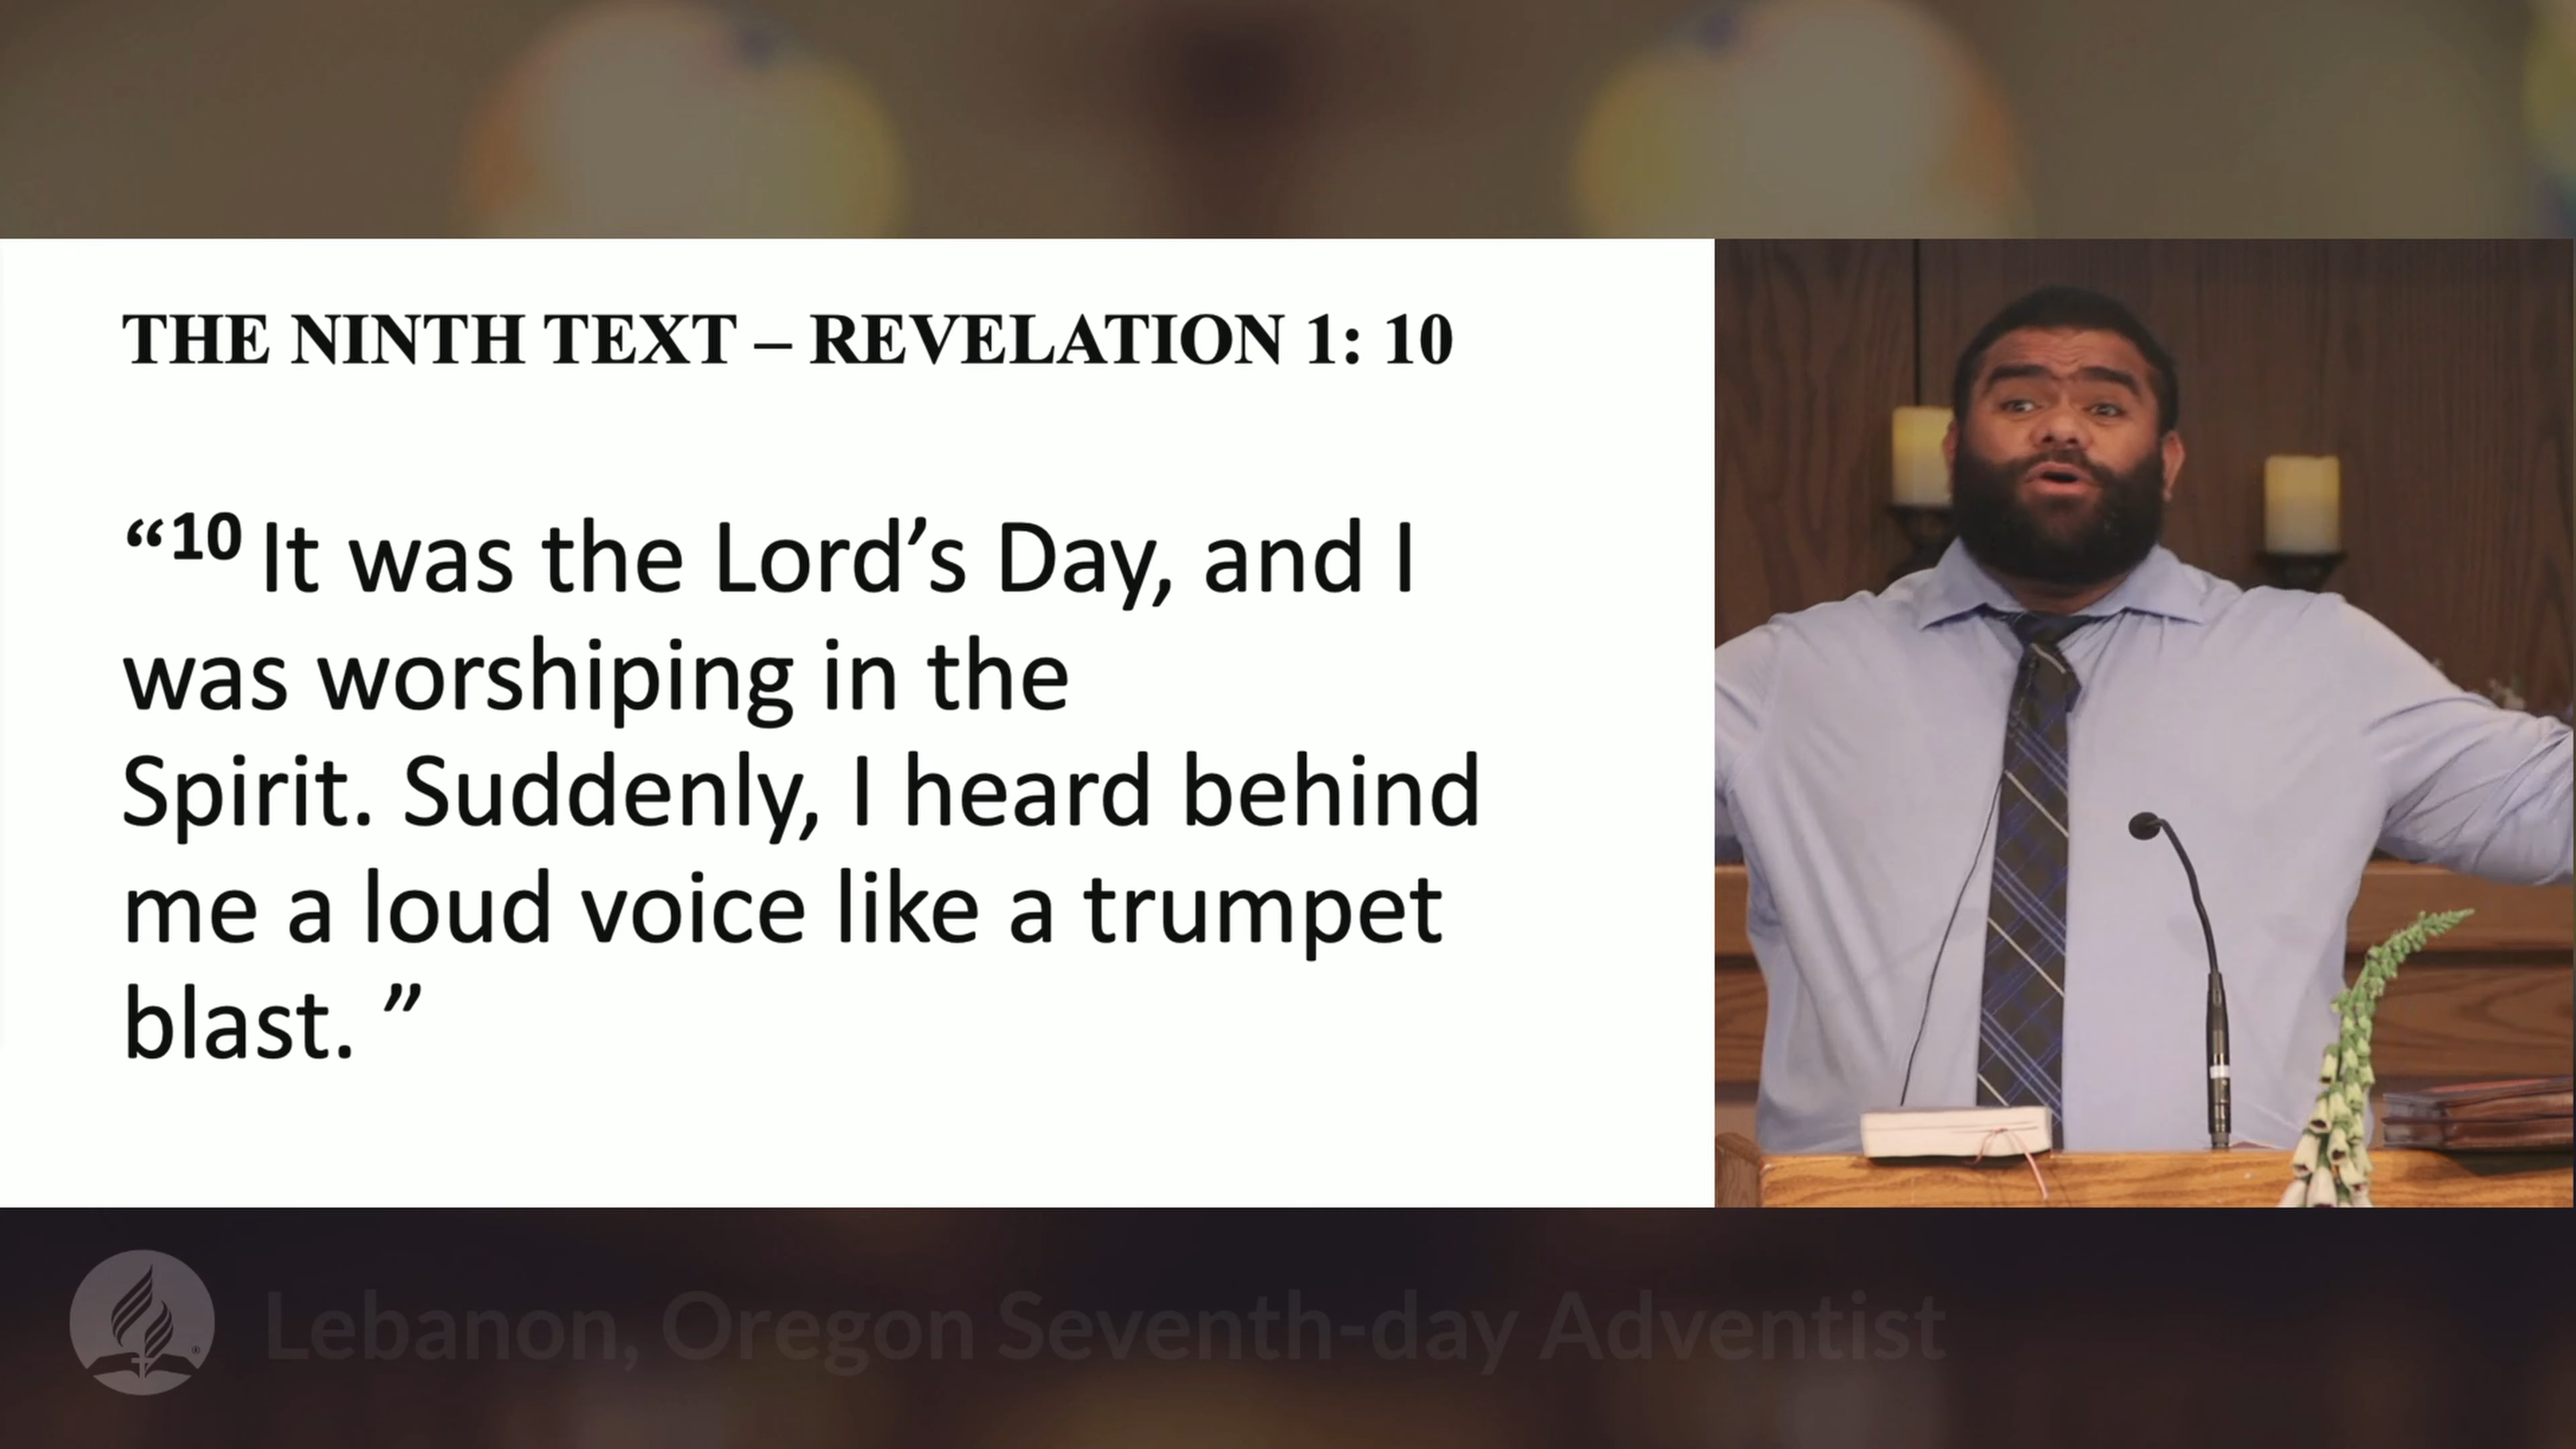 THE NINTH TEXT – REVELATION 1: 10
“10 It was the Lord’s Day, and I
was worshiping in the
Spirit. Suddenly, I heard behind
me a loud voice like a trumpet
blast. ”
Lebanon, Oregon Seventh-day Adventist